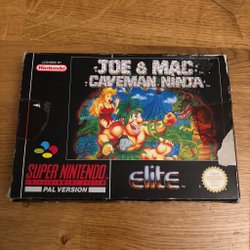 LICENSED BY
Nintendo
JOE & MAC
CAVEMAN NINJA
SUPER NINTENDO
ENTERTAINMENT SYSTEM
PAL VERSION
elite